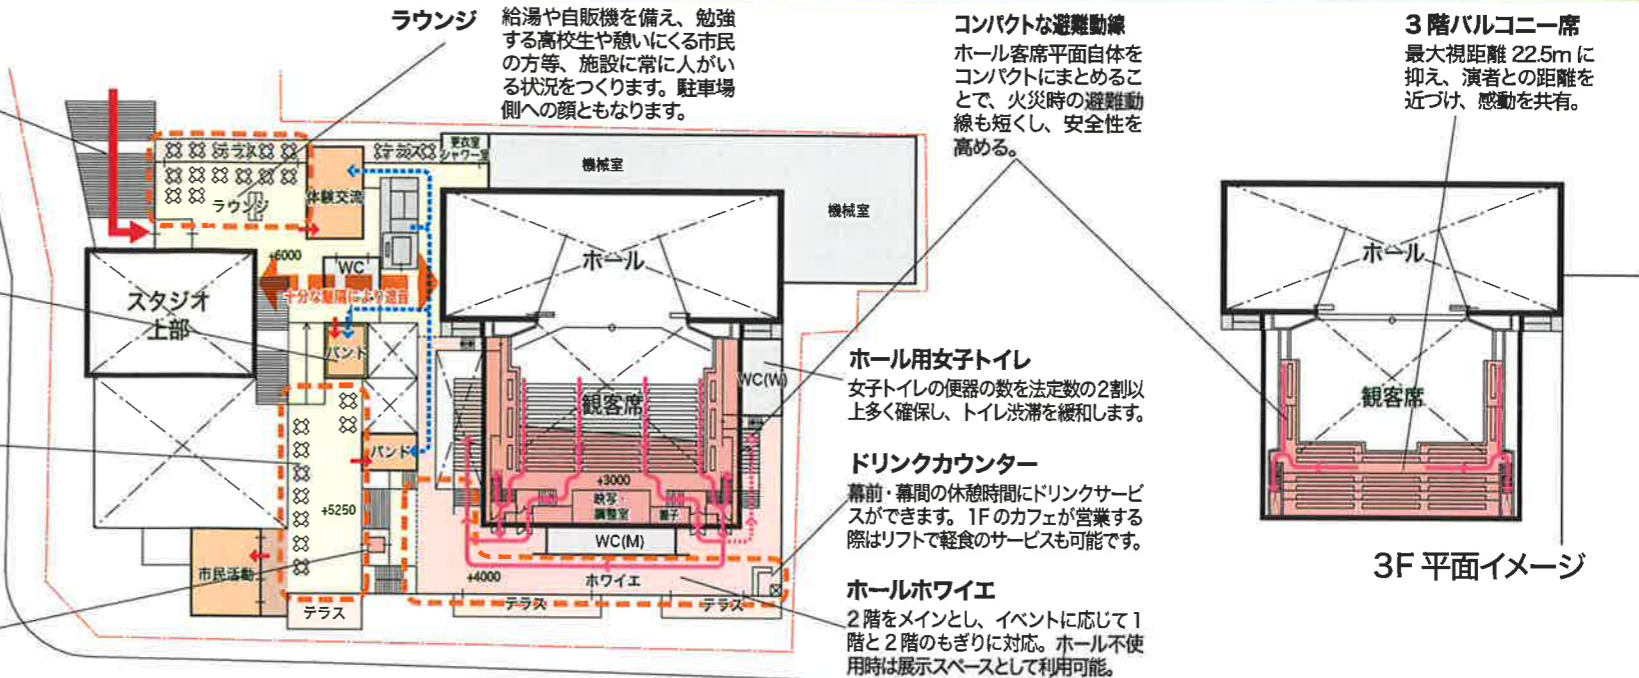 ラウンジ
給湯や自販機を備え、勉強
する高校生や憩いにくる市民
の方等、施設に常に人がい
る状況をつくります。駐車場
側への顔ともなります。
コンパクトな避難動線
ホール客席平面自体を
コンパクトにまとめるこ
とで、火災時の避難動
線も短くし、安全性を
高める。
3階バルコニー席
最大視距離 22.5m に
抑え、演者との距離を
近づけ、感動を共有。
テラス
テラス
更衣室
シャワー室
機械室
機械室
ラウンジ
体験交流
+6000
WC
十分な離隔により遮音
スタジオ
上部
ホール
バンド
観客席
WC(W)
バンド
+3000
映写・
調整室
親子
+5250
WC(M)
市民活動
+4000
ホワイエ
テラス
テラス
テラス
ホール用女子トイレ
女子トイレの便器の数を法定数の2割以
上多く確保し、トイレ渋滞を緩和します。
ドリンクカウンター
幕前・幕間の休憩時間にドリンクサービ
スができます。1Fのカフェが営業する
際はリフトで軽食のサービスも可能です。
ホールホワイエ
2階をメインとし、イベントに応じて1
階と2階のもぎりに対応。ホール不使
用時は展示スペースとして利用可能。
ホール
観客席
3F 平面イメージ